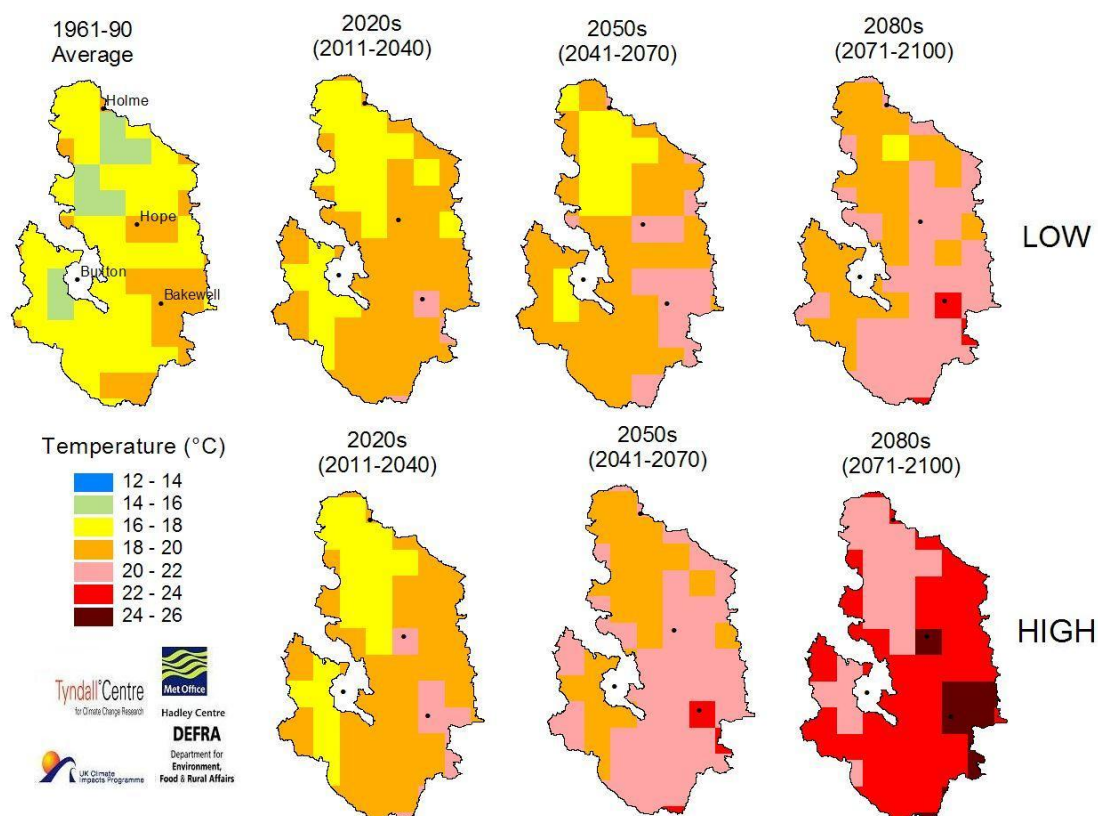 1961-90
Average
2020s
(2011-2040)
2050s
(2041-2070)
2080s
(2071-2100)
Holme
Hope
Buxton
Bakewell
LOW
Temperature (°C)
12 - 14
14 - 16
16 - 18
18 - 20
20 - 22
22 - 24
24 - 26
2020s
(2011-2040)
2050s
(2041-2070)
2080s
(2071-2100)
HIGH
Tyndall°Centre
for Climate Change Research
Met Office
Hadley Centre
DEFRA
Department for
Environment,
Food & Rural Affairs
UK Climate
Impacts Programme